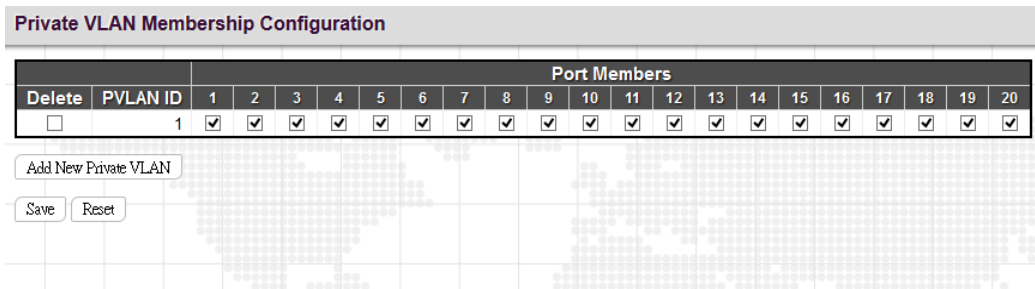 Private VLAN Membership Configuration
Port Members
Delete PVLAN ID 1 2 3 4 5 6 7 8 9 10 11 12 13 14 15 16 17 18 19 20
1
Add New Private VLAN
Save Reset